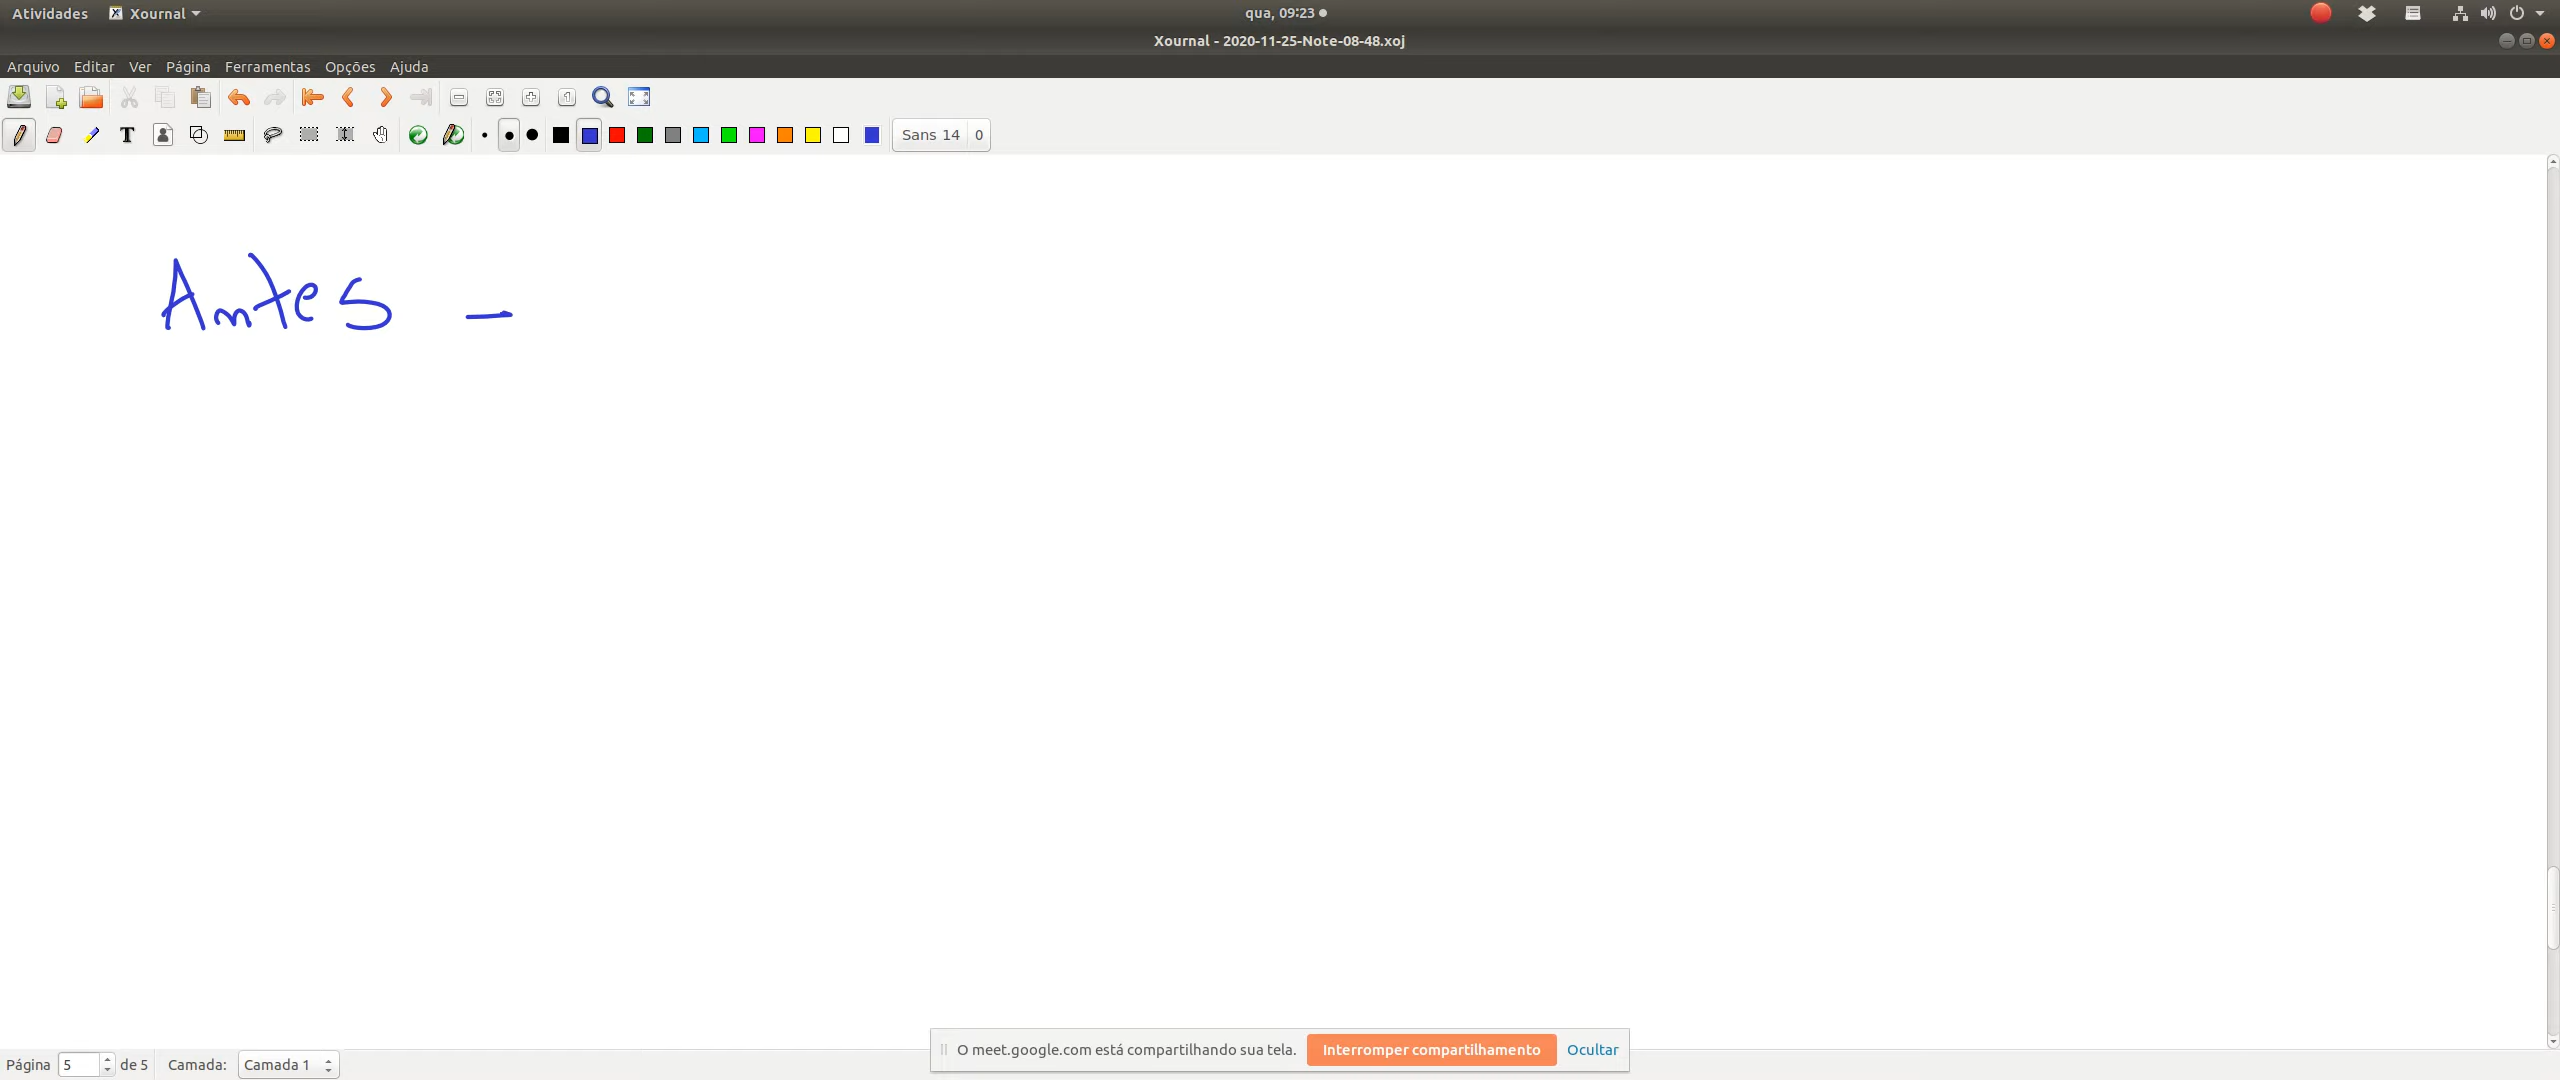 Atividades Xournal qua, 09:23
Xournal - 2020-11-25-Note-08-48.xoj
Arquivo Editar Ver Página Ferramentas Opções Ajuda
T Sans 14 0
Antes -
O meet.google.com está compartilhando sua tela. Interromper compartilhamento Ocultar
Página 5 de 5 Camada: Camada 1